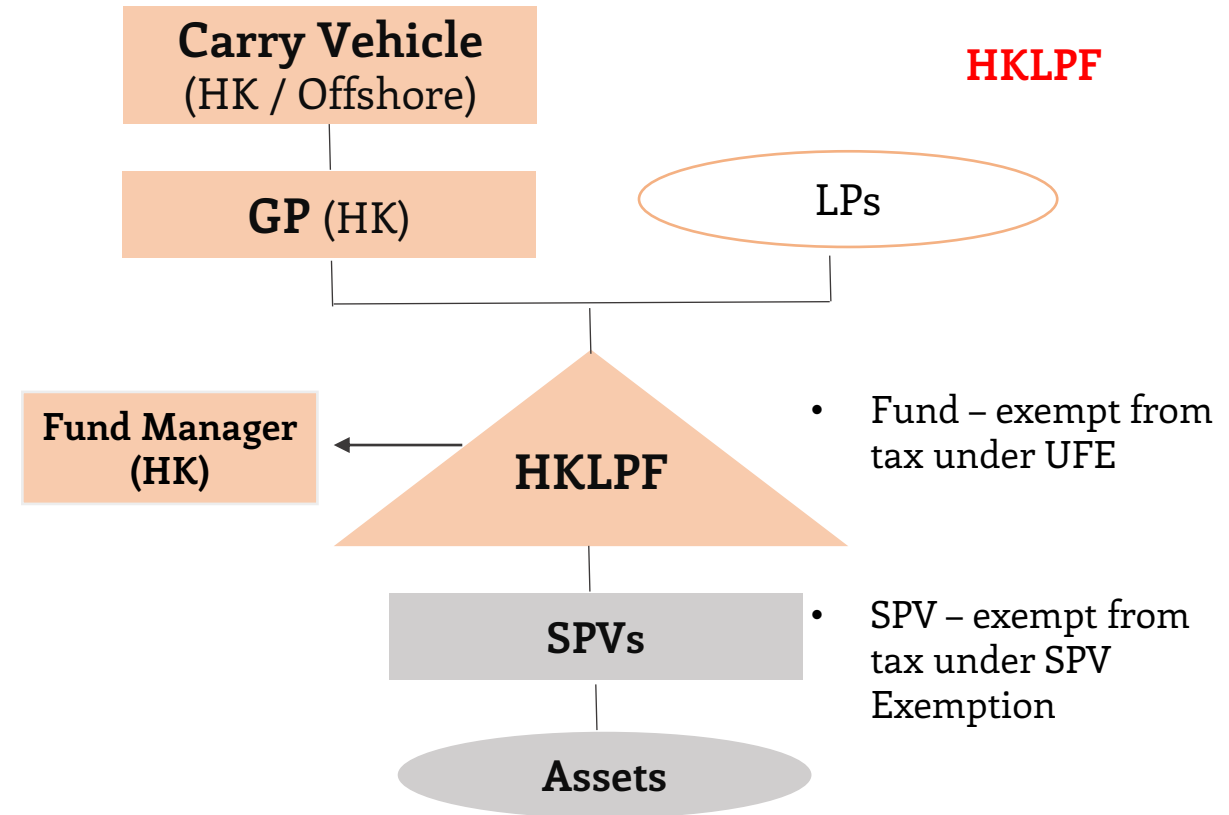 Carry Vehicle
(HK / Offshore)
HKLPF
GP (HK)
LPs
Fund Manager
(HK)
HKLPF
• Fund – exempt from
tax under UFE
SPVs
• SPV – exempt from
tax under SPV
Exemption
Assets